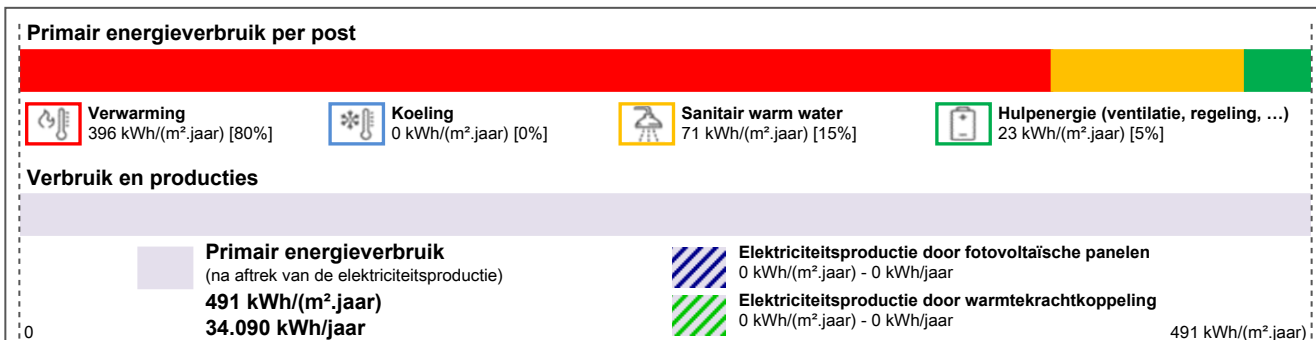 Primair energieverbruik per post
Verwarming
396 kWh/(m².jaar) [80%]
Koeling
0 kWh/(m².jaar) [0%]
Sanitair warm water
71 kWh/(m².jaar) [15%]
Hulpenergie (ventilatie, regeling, …)
23 kWh/(m².jaar) [5%]
Verbruik en producties
Primair energieverbruik
(na aftrek van de elektriciteitsproductie)
491 kWh/(m².jaar)
34.090 kWh/jaar
Elektriciteitsproductie door fotovoltaïsche panelen
0 kWh/(m².jaar) - 0 kWh/jaar
Elektriciteitsproductie door warmtekrachtkoppeling
0 kWh/(m².jaar) - 0 kWh/jaar
0
491 kWh/(m².jaar)